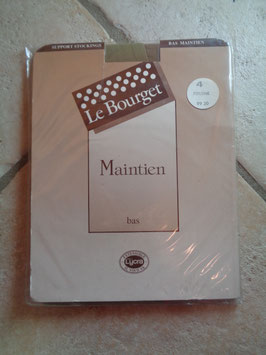 SUPPORT STOCKINGS
BAS MAINTIEN
Le Bourget
4
Maintien
bas
Lycra